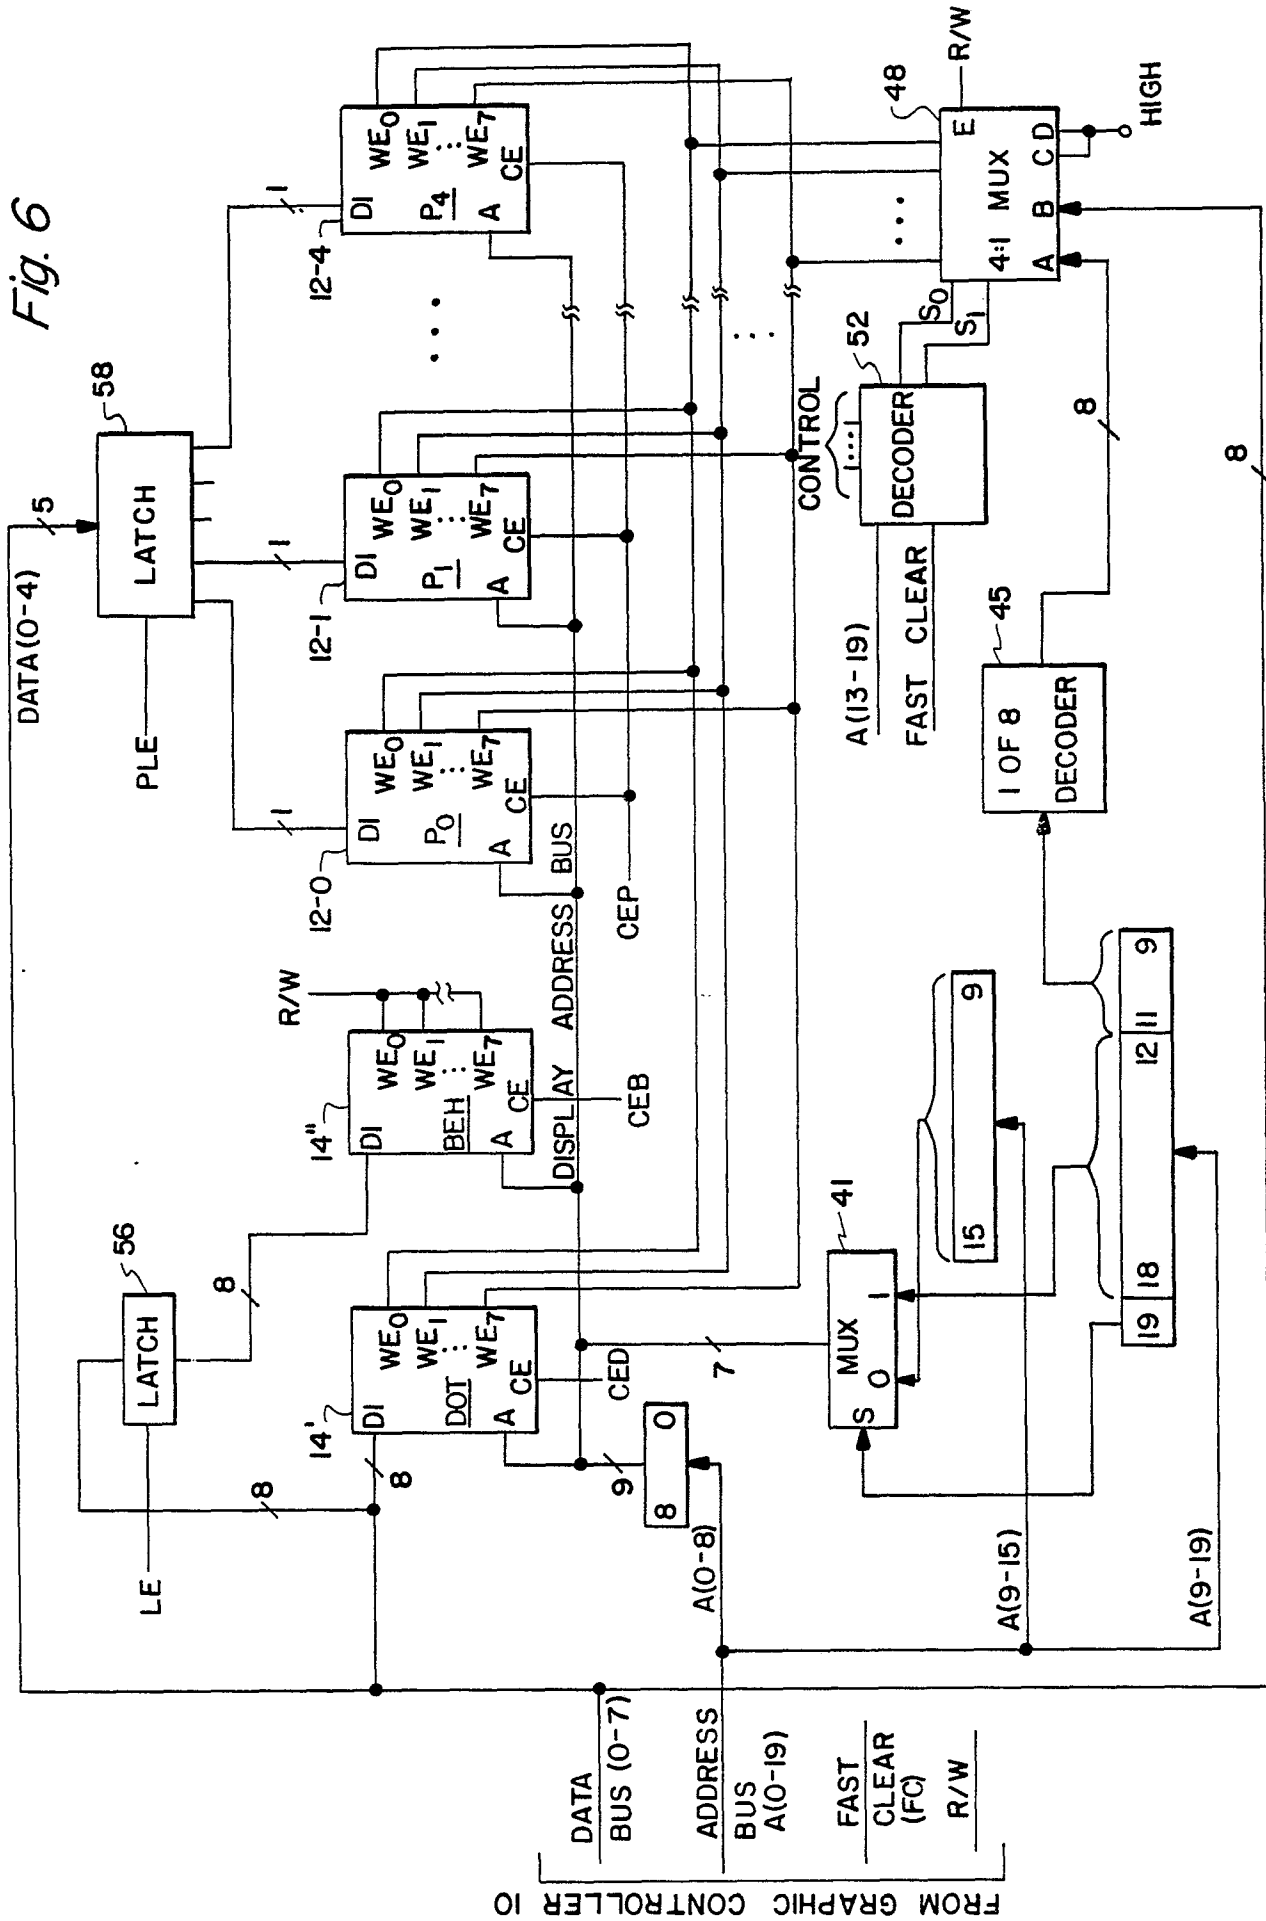 Fig. 6
DATA (0-4)
5
58
LATCH
PLE
1
1
1
56
LATCH
LE
8
8
8
14'
DI
WE0
WE1
WE7
DOT
A
CE
CED
14"
DI
WE0
WE1
WE7
BEH
A
CE
R/W
CEB
12-0
DI
WE0
WE1
WE7
P0
A
CE
CEP
12-1
DI
WE0
WE1
WE7
P1
A
CE
12-4
DI
WE0
WE1
WE7
P4
A
CE
DISPLAY ADDRESS BUS
9
8 0
A(0-8)
7
41
MUX
S 0 1
15 9
A(9-15)
19 18 12 11 9
A(9-19)
45
1 OF 8
DECODER
8
A(13-19)
FAST CLEAR
CONTROL
52
DECODER
S0
S1
48
E
R/W
4:1 MUX
A B C D
HIGH
8
DATA
BUS (0-7)
ADDRESS
BUS
A(0-19)
FAST
CLEAR
(FC)
R/W
FROM GRAPHIC CONTROLLER 10